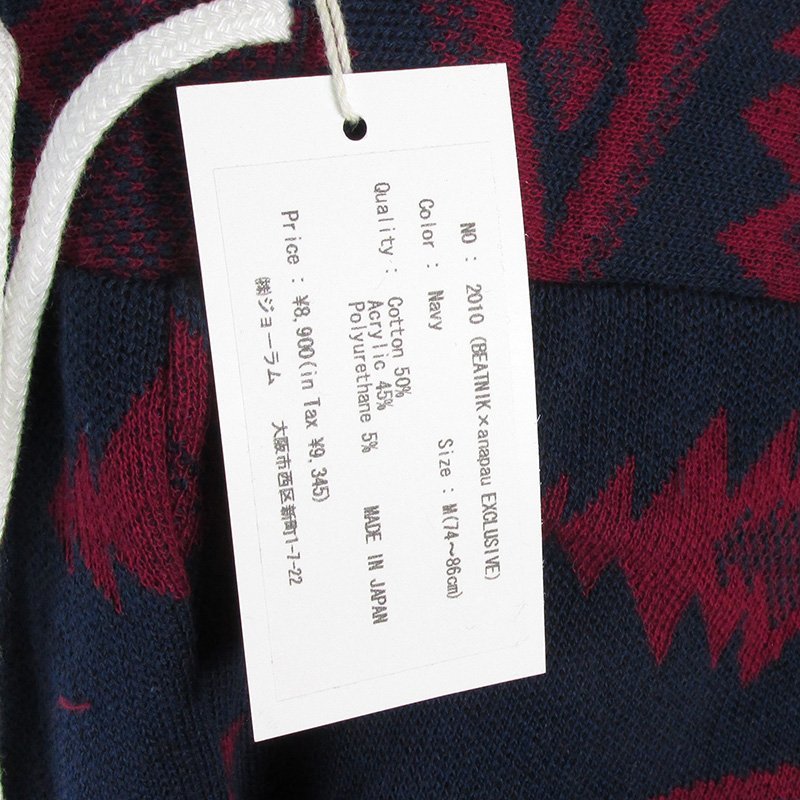 NO : 2010 (BEATNIK×anapau EXCLUSIVE)
Color : Navy Size : M(74〜86cm)
Quality : Cotton 50%
Acrylic 45%
Polyurethane 5% MADE IN JAPAN
Price : ¥8,900(in Tax ¥9,345)
㈱ジョーラム 大阪市西区新町1-7-22